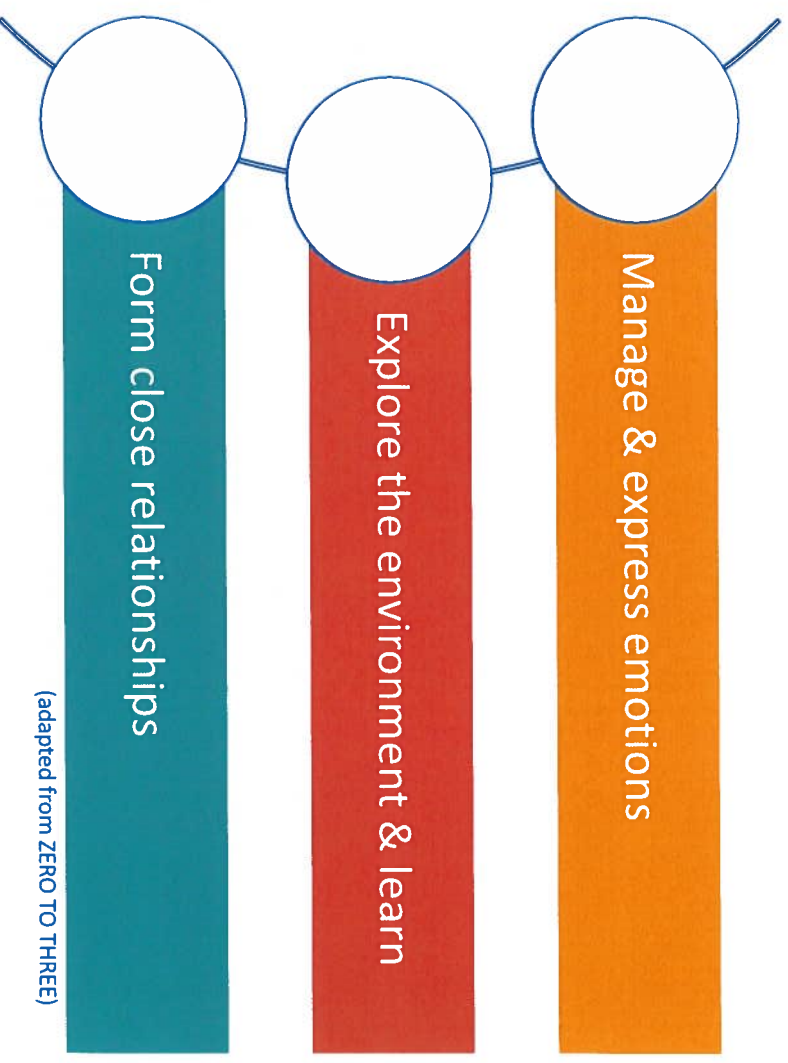 Manage & express emotions
Explore the environment & learn
Form close relationships
(adapted from ZERO TO THREE)